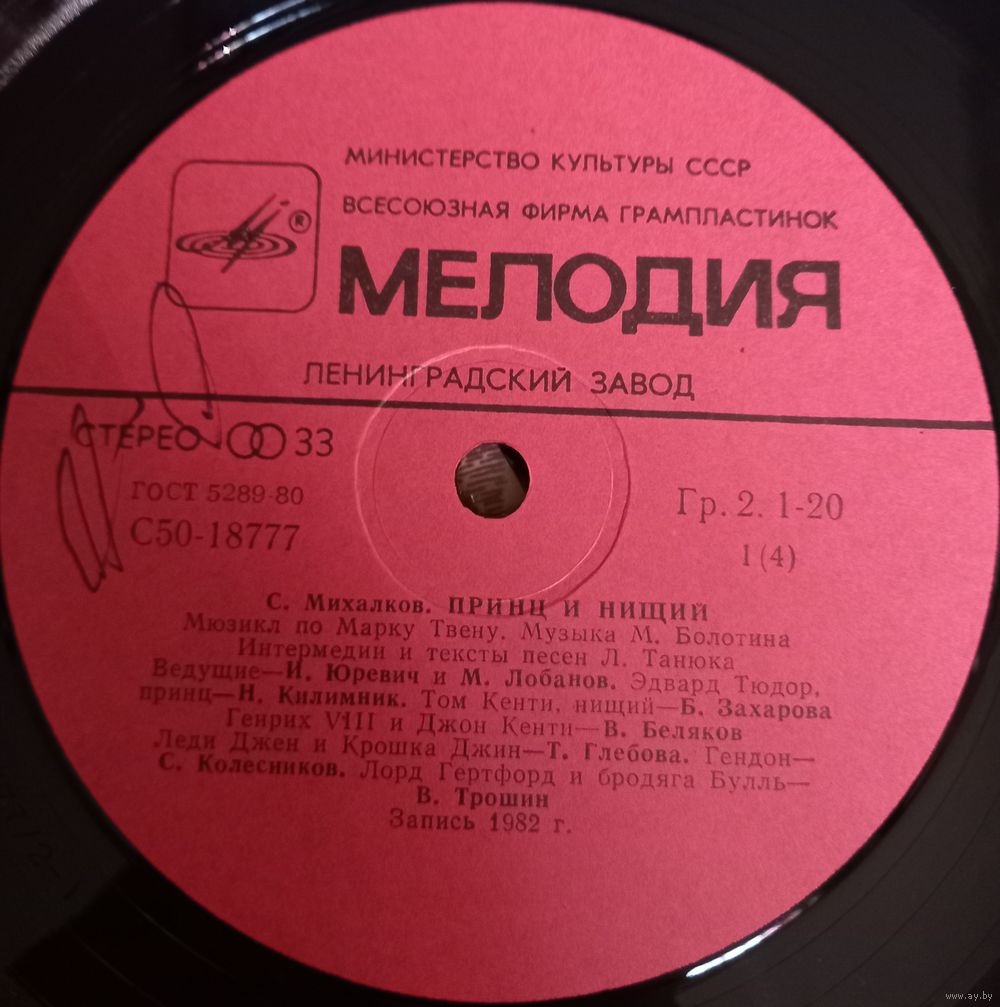 МИНИСТЕРСТВО КУЛЬТУРЫ СССР
ВСЕСОЮЗНАЯ ФИРМА ГРАМПЛАСТИНОК
®
МЕЛОДИЯ
ЛЕНИНГРАДСКИЙ ЗАВОД
СТЕРЕО 33
ГОСТ 5289-80
С50-18777
Гр. 2. 1-20
1(4)
С. Михалков. ПРИНЦ И НИЩИЙ
Мюзикл по Марку Твену. Музыка М. Болотина
Интермедии и тексты песен Л. Танюка
Ведущие—И. Юревич и М. Лобанов. Эдвард Тюдор,
принц—Н. Килимник. Том Кенти, нищий—Б. Захарова
Генрих VIII и Джон Кенти—В. Беляков
Леди Джен и Крошка Джин—Т. Глебова. Гендон—
С. Колесников. Лорд Гертфорд и бродяга Булль—
В. Трошин
Запись 1982 г.
www.ay.by